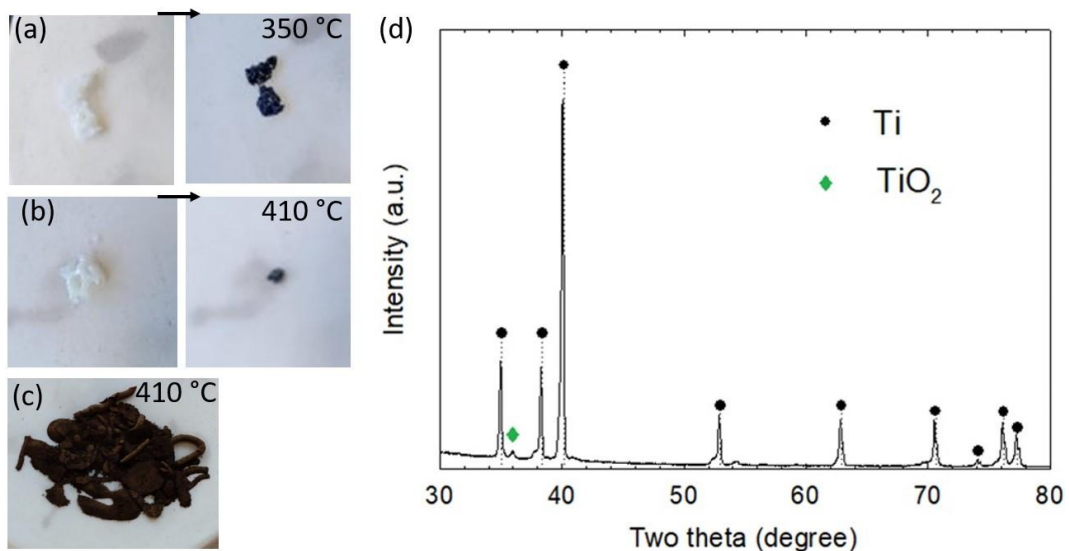 (a)
350 °C
(b)
410 °C
(c)
410 °C
(d)
Ti
TiO₂
Intensity (a.u.)
30 40 50 60 70 80
Two theta (degree)